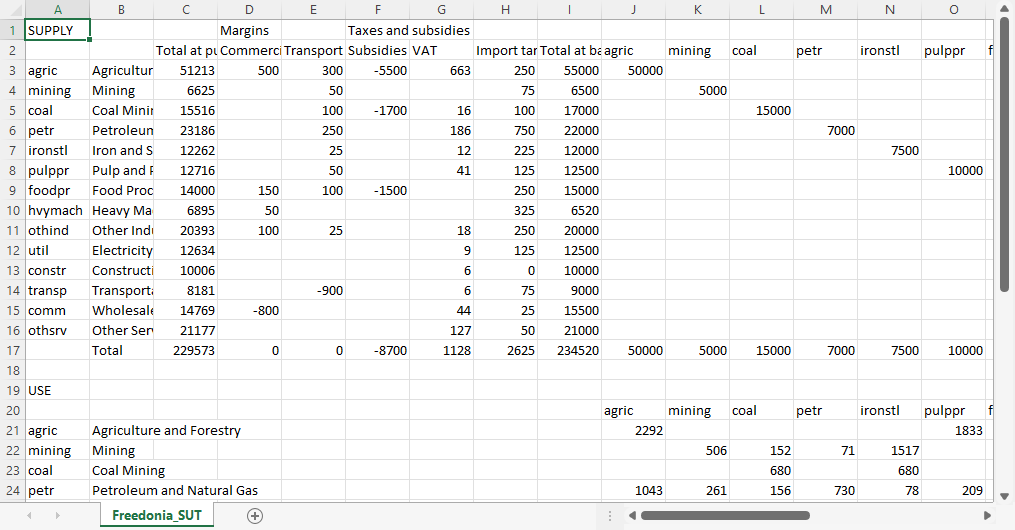 A B C D E F G H I J K L M N O
1 SUPPLY Margins Taxes and subsidies
2 Total at pu Commerci Transport Subsidies VAT Import tar Total at ba agric mining coal petr ironstl pulppr f
3 agric Agricultur 51213 500 300 -5500 663 250 55000 50000
4 mining Mining 6625 50 75 6500 5000
5 coal Coal Minin 15516 100 -1700 16 100 17000 15000
6 petr Petroleum 23186 250 186 750 22000 7000
7 ironstl Iron and S 12262 25 12 225 12000 7500
8 pulppr Pulp and P 12716 50 41 125 12500 10000
9 foodpr Food Proc 14000 150 100 -1500 250 15000
10 hvymach Heavy Ma 6895 50 325 6520
11 othind Other Indu 20393 100 25 18 250 20000
12 util Electricity 12634 9 125 12500
13 constr Constructi 10006 6 0 10000
14 transp Transporta 8181 -900 6 75 9000
15 comm Wholesale 14769 -800 44 25 15500
16 othsrv Other Serv 21177 127 50 21000
17 Total 229573 0 0 -8700 1128 2625 234520 50000 5000 15000 7000 7500 10000
18
19 USE
20 agric mining coal petr ironstl pulppr f
21 agric Agriculture and Forestry 2292 1833
22 mining Mining 506 152 71 1517
23 coal Coal Mining 680 680
24 petr Petroleum and Natural Gas 1043 261 156 730 78 209
Freedonia_SUT